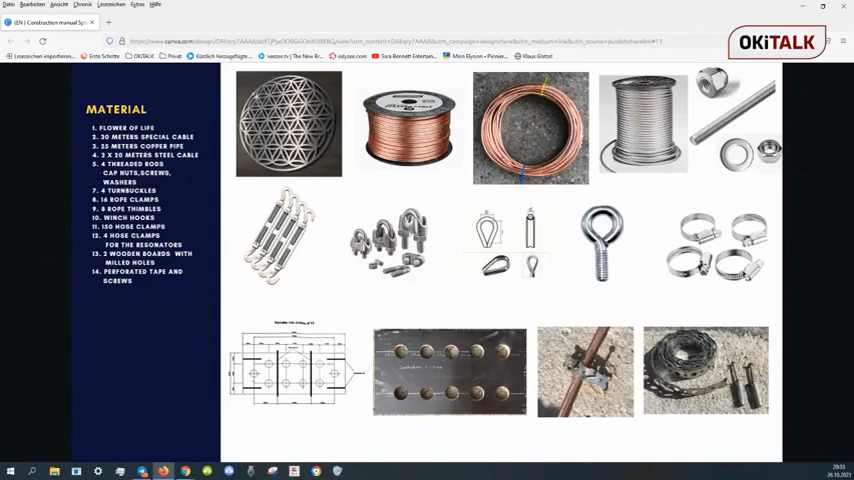 Datei Bearbeiten Ansicht Chronik Lesezeichen Extras Hilfe
(EN ) Construction manual Sph
OKiTALK
Lesezeichen importieren...
Erste Schritte
Privat
Kürzlich hinzugefügte
veezee.tv | The New B
odysee.com
Sara Bennett Entertain...
Mein Elysion - Pionier...
Klaus Glatzel
MATERIAL
1. FLOWER OF LIFE
2. 30 METERS SPECIAL CABLE
3. 25 METERS COPPER PIPE
4. 2 X 20 METERS STEEL CABLE
5. 4 THREADED RODS
CAP NUTS,SCREWS,
WASHERS
7. 4 TURNBUCKLES
8. 16 ROPE CLAMPS
9. 8 ROPE THIMBLES
10. WINCH HOOKS
11. 150 HOSE CLAMPS
12. 4 HOSE CLAMPS
FOR THE RESONATORS
13. 2 WOODEN BOARDS WITH
MILLED HOLES
14. PERFORATED TAPE AND
SCREWS
20:33
26.10.2021